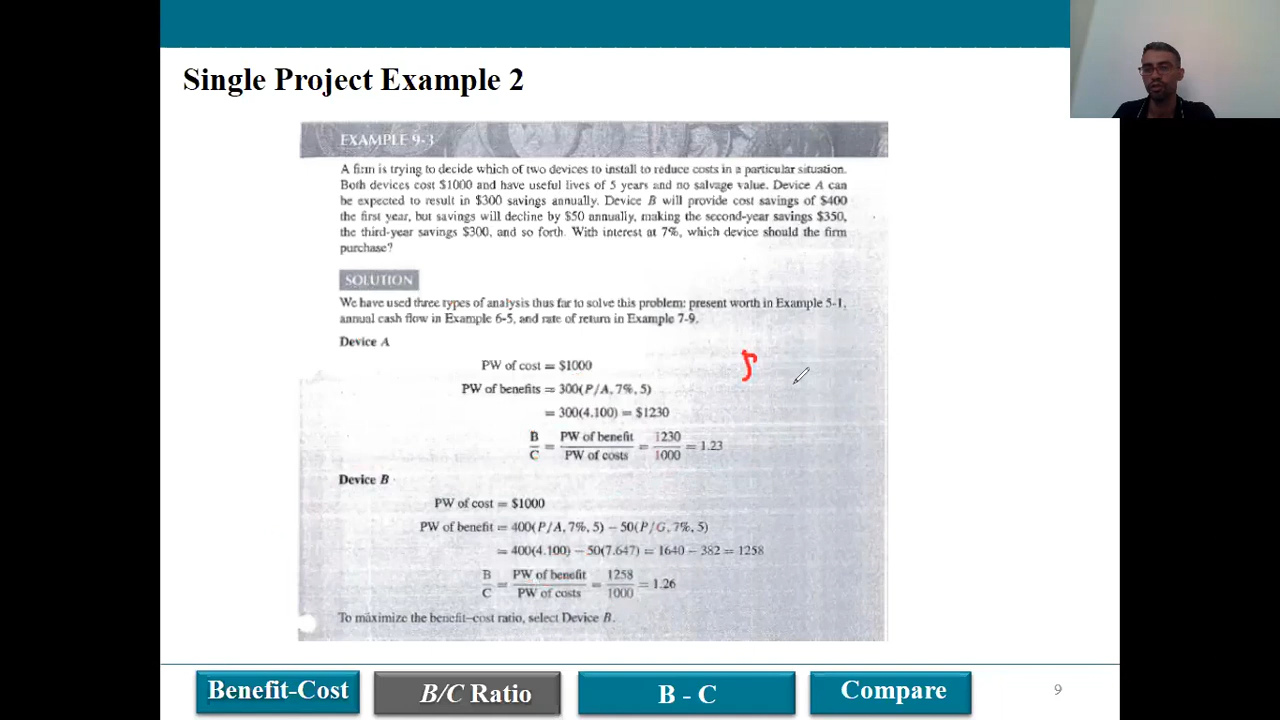 Single Project Example 2
EXAMPLE 9-3
A firm is trying to decide which of two devices to install to reduce costs in a particular situation.
Both devices cost $1000 and have useful lives of 5 years and no salvage value. Device A can
be expected to result in $300 savings annually. Device B will provide cost savings of $400
the first year, but savings will decline by $50 annually, making the second-year savings $350,
the third-year savings $300, and so forth. With interest at 7%, which device should the firm
purchase?
SOLUTION
We have used three types of analysis thus far to solve this problem: present worth in Example 5-1,
annual cash flow in Example 6-5, and rate of return in Example 7-9.
Device A
PW of cost = $1000
PW of benefits = 300(P/A, 7%, 5)
= 300(4.100) = $1230
B/C = PW of benefit/PW of costs = 1230/1000 = 1.23
Device B
PW of cost = $1000
PW of benefit = 400(P/A, 7%, 5) − 50(P/G, 7%, 5)
= 400(4.100) − 50(7.647) = 1640 − 382 = 1258
B/C = PW of benefit/PW of costs = 1258/1000 = 1.26
To maximize the benefit–cost ratio, select Device B.
Benefit-Cost
B/C Ratio
B - C
Compare
9